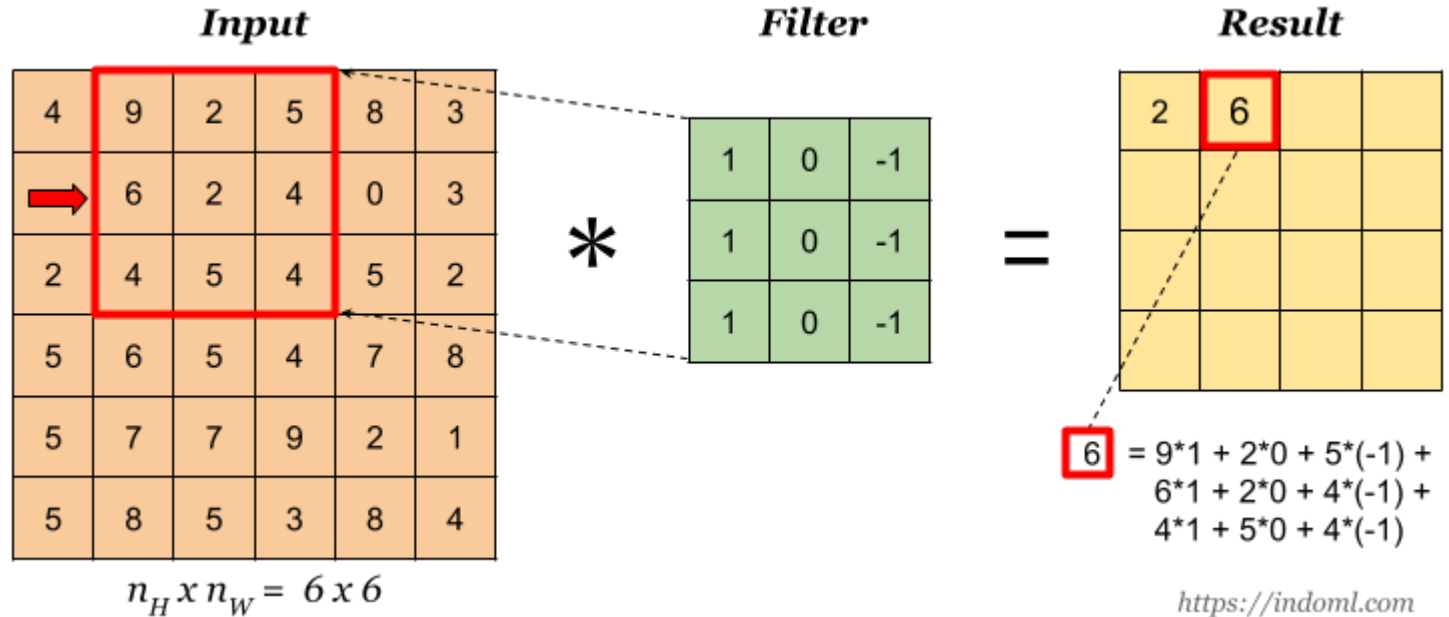 Input Filter Result
4 9 2 5 8 3
6 2 4 0 3
2 4 5 4 5 2
5 6 5 4 7 8
5 7 7 9 2 1
5 8 5 3 8 4
n_H x n_W = 6 x 6
*
1 0 -1
1 0 -1
1 0 -1
=
2 6
6 = 9*1 + 2*0 + 5*(-1) +
6*1 + 2*0 + 4*(-1) +
4*1 + 5*0 + 4*(-1)
https://indoml.com